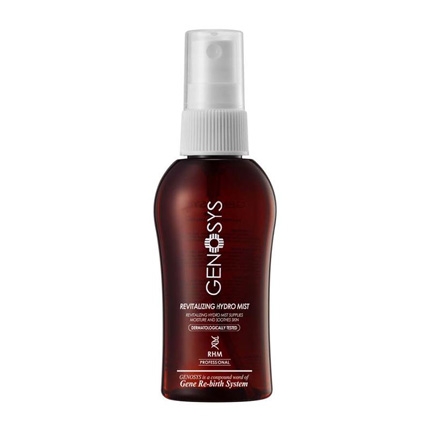 GENOSYS
REVITALIZING HYDRO MIST
REVITALIZING HYDRO MIST SUPPLIES
MOISTURE AND SOOTHES SKIN
DERMATOLOGICALLY TESTED
RHM
PROFESSIONAL
GENOSYS is a compound word of
Gene Re-birth System